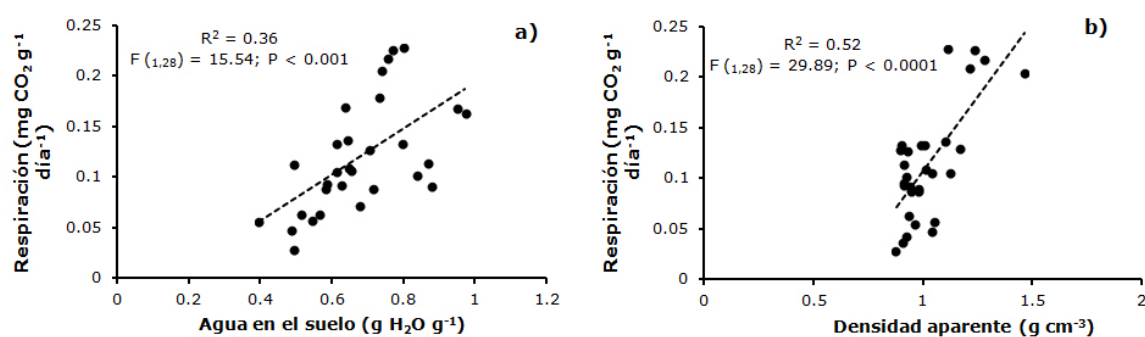 a)
R² = 0.36
F (1,28) = 15.54; P < 0.001
Respiración (mg CO₂ g⁻¹
día⁻¹)
0.25
0.2
0.15
0.1
0.05
0
0 0.2 0.4 0.6 0.8 1 1.2
Agua en el suelo (g H₂O g⁻¹)
b)
R² = 0.52
F (1,28) = 29.89; P < 0.0001
Respiración (mg CO₂ g⁻¹
día⁻¹)
0.25
0.2
0.15
0.1
0.05
0
0 0.5 1 1.5 2
Densidad aparente (g cm⁻³)